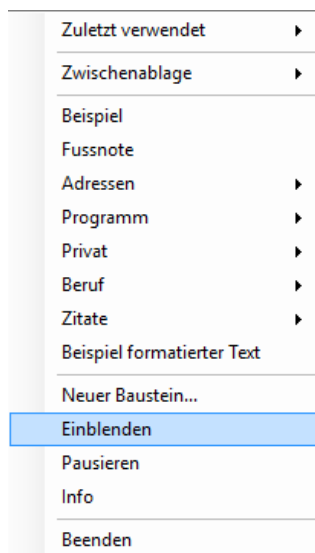 Zuletzt verwendet
Zwischenablage
Beispiel
Fussnote
Adressen
Programm
Privat
Beruf
Zitate
Beispiel formatierter Text
Neuer Baustein...
Einblenden
Pausieren
Info
Beenden